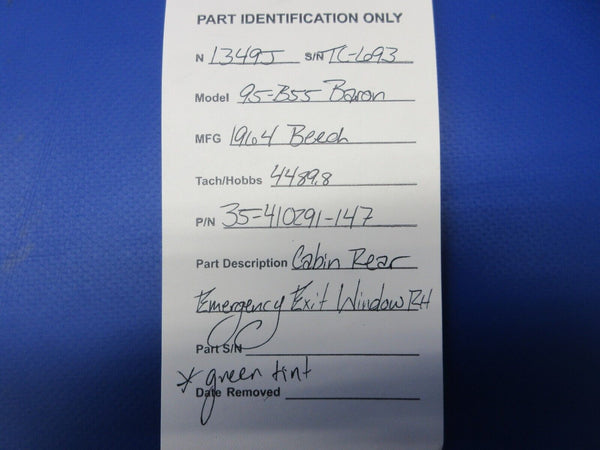 PART IDENTIFICATION ONLY
N 1349J S/N TC-693
Model 95-B55 Baron
MFG 1964 Beech
Tach/Hobbs 4489.8
P/N 35-410291-147
Part Description Cabin Rear
Emergency Exit Window RH
Part S/N
* green tint
Date Removed